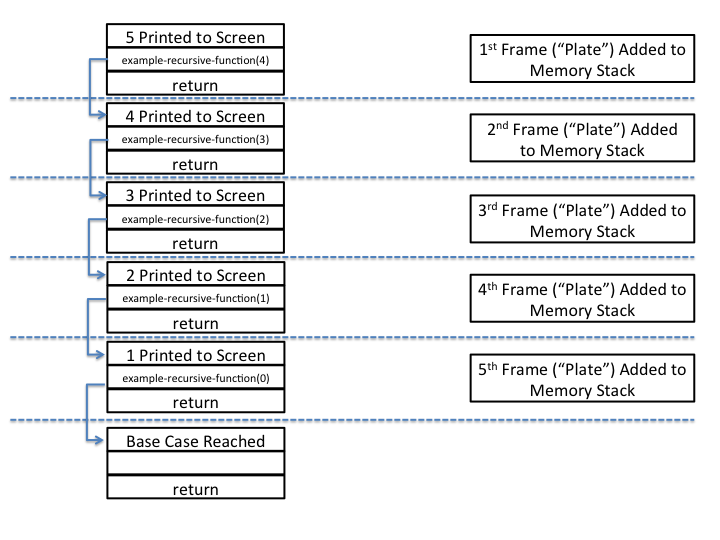 5 Printed to Screen
example-recursive-function(4)
return
1st Frame (“Plate”) Added to
Memory Stack
4 Printed to Screen
example-recursive-function(3)
return
2nd Frame (“Plate”) Added
to Memory Stack
3 Printed to Screen
example-recursive-function(2)
return
3rd Frame (“Plate”) Added to
Memory Stack
2 Printed to Screen
example-recursive-function(1)
return
4th Frame (“Plate”) Added to
Memory Stack
1 Printed to Screen
example-recursive-function(0)
return
5th Frame (“Plate”) Added to
Memory Stack
Base Case Reached
return